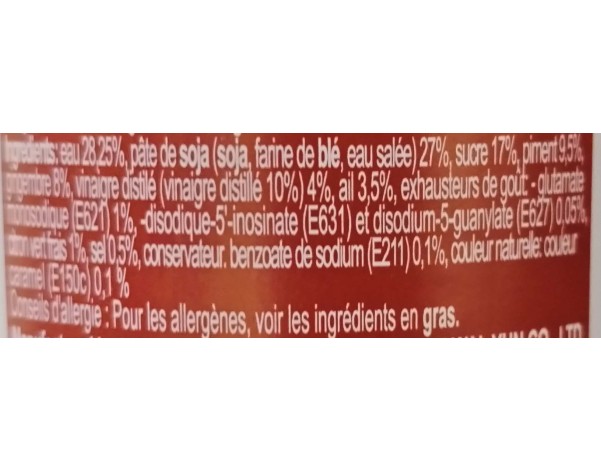 Ingrédients: eau 28,25%, pâte de soja (soja, farine de blé, eau salée) 27%, sucre 17%, piment 9,5%,
gingembre 8%, vinaigre distilé (vinaigre distillé 10%) 4%, ail 3,5%, exhausteurs de goût: - glutamate
monosodique (E621) 1%, -disodique-5'-inosinate (E631) et disodium-5-guanylate (E627) 0,05%,
citron vert frais 1%, sel 0,5%, conservateur: benzoate de sodium (E211) 0,1%, couleur naturelle: couleur
caramel (E150c) 0,1 %
Conseils d'allergie : Pour les allergènes, voir les ingrédients en gras.
CO., LTD